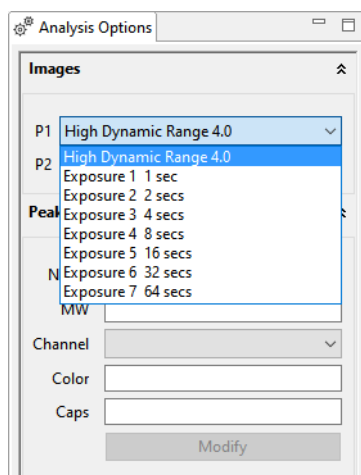 Analysis Options
Images
P1 High Dynamic Range 4.0
High Dynamic Range 4.0
P2
Exposure 1 1 sec
Exposure 2 2 secs
Exposure 3 4 secs
Exposure 4 8 secs
Exposure 5 16 secs
Exposure 6 32 secs
Exposure 7 64 secs
MW
Channel
Color
Caps
Modify